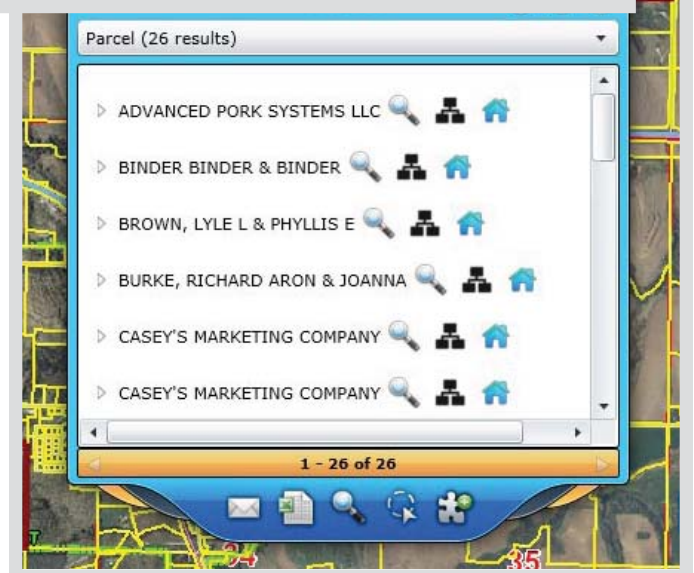 Parcel (26 results)
ADVANCED PORK SYSTEMS LLC
BINDER BINDER & BINDER
BROWN, LYLE L & PHYLLIS E
BURKE, RICHARD ARON & JOANNA
CASEY'S MARKETING COMPANY
CASEY'S MARKETING COMPANY
1 - 26 of 26
34
35